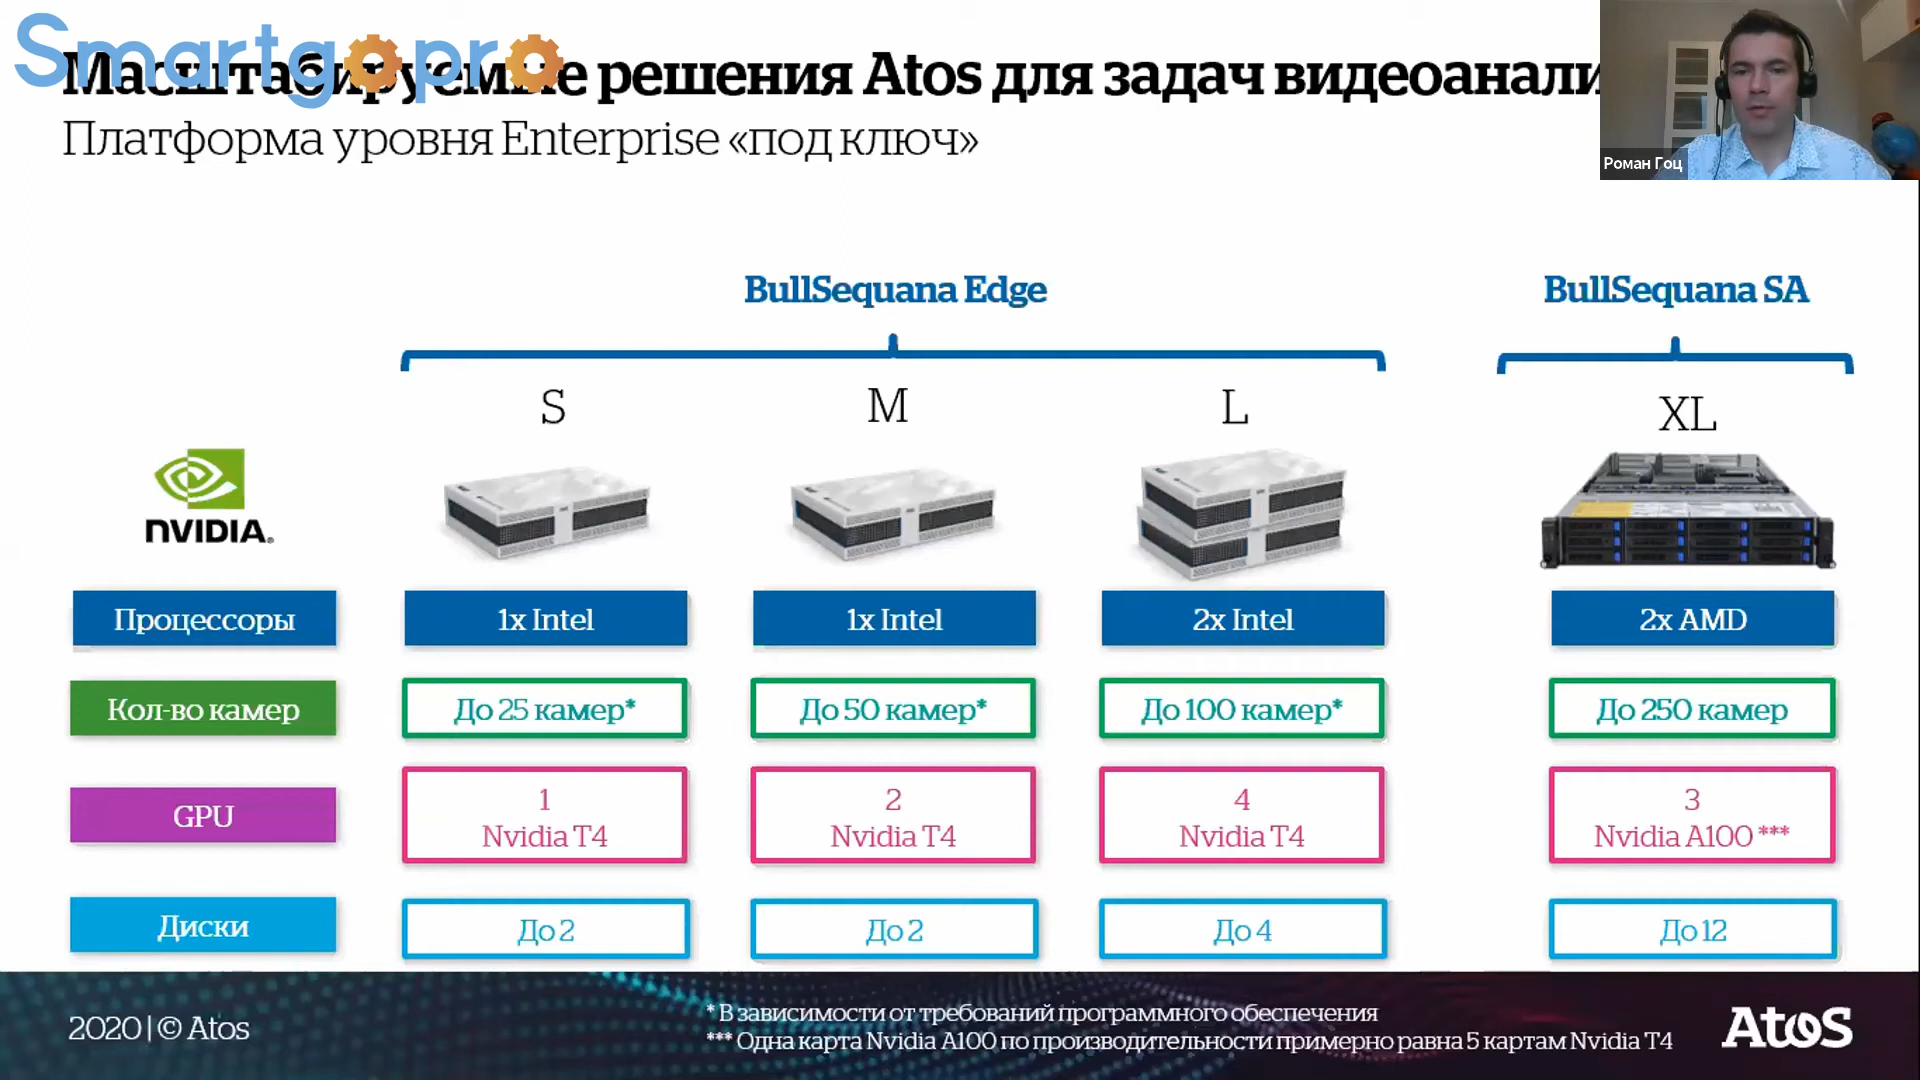 Smartgopro
Масштабируемые решения Atos для задач видеоанали
Платформа уровня Enterprise «под ключ»
Роман Гоц
BullSequana Edge
BullSequana SA
S
M
L
XL
NVIDIA®
Процессоры
1x Intel
1x Intel
2x Intel
2x AMD
Кол-во камер
До 25 камер*
До 50 камер*
До 100 камер*
До 250 камер
GPU
1
Nvidia T4
2
Nvidia T4
4
Nvidia T4
3
Nvidia A100 ***
Диски
До 2
До 2
До 4
До 12
2020 | © Atos
* В зависимости от требований программного обеспечения
*** Одна карта Nvidia A100 по производительности примерно равна 5 картам Nvidia T4
Atos